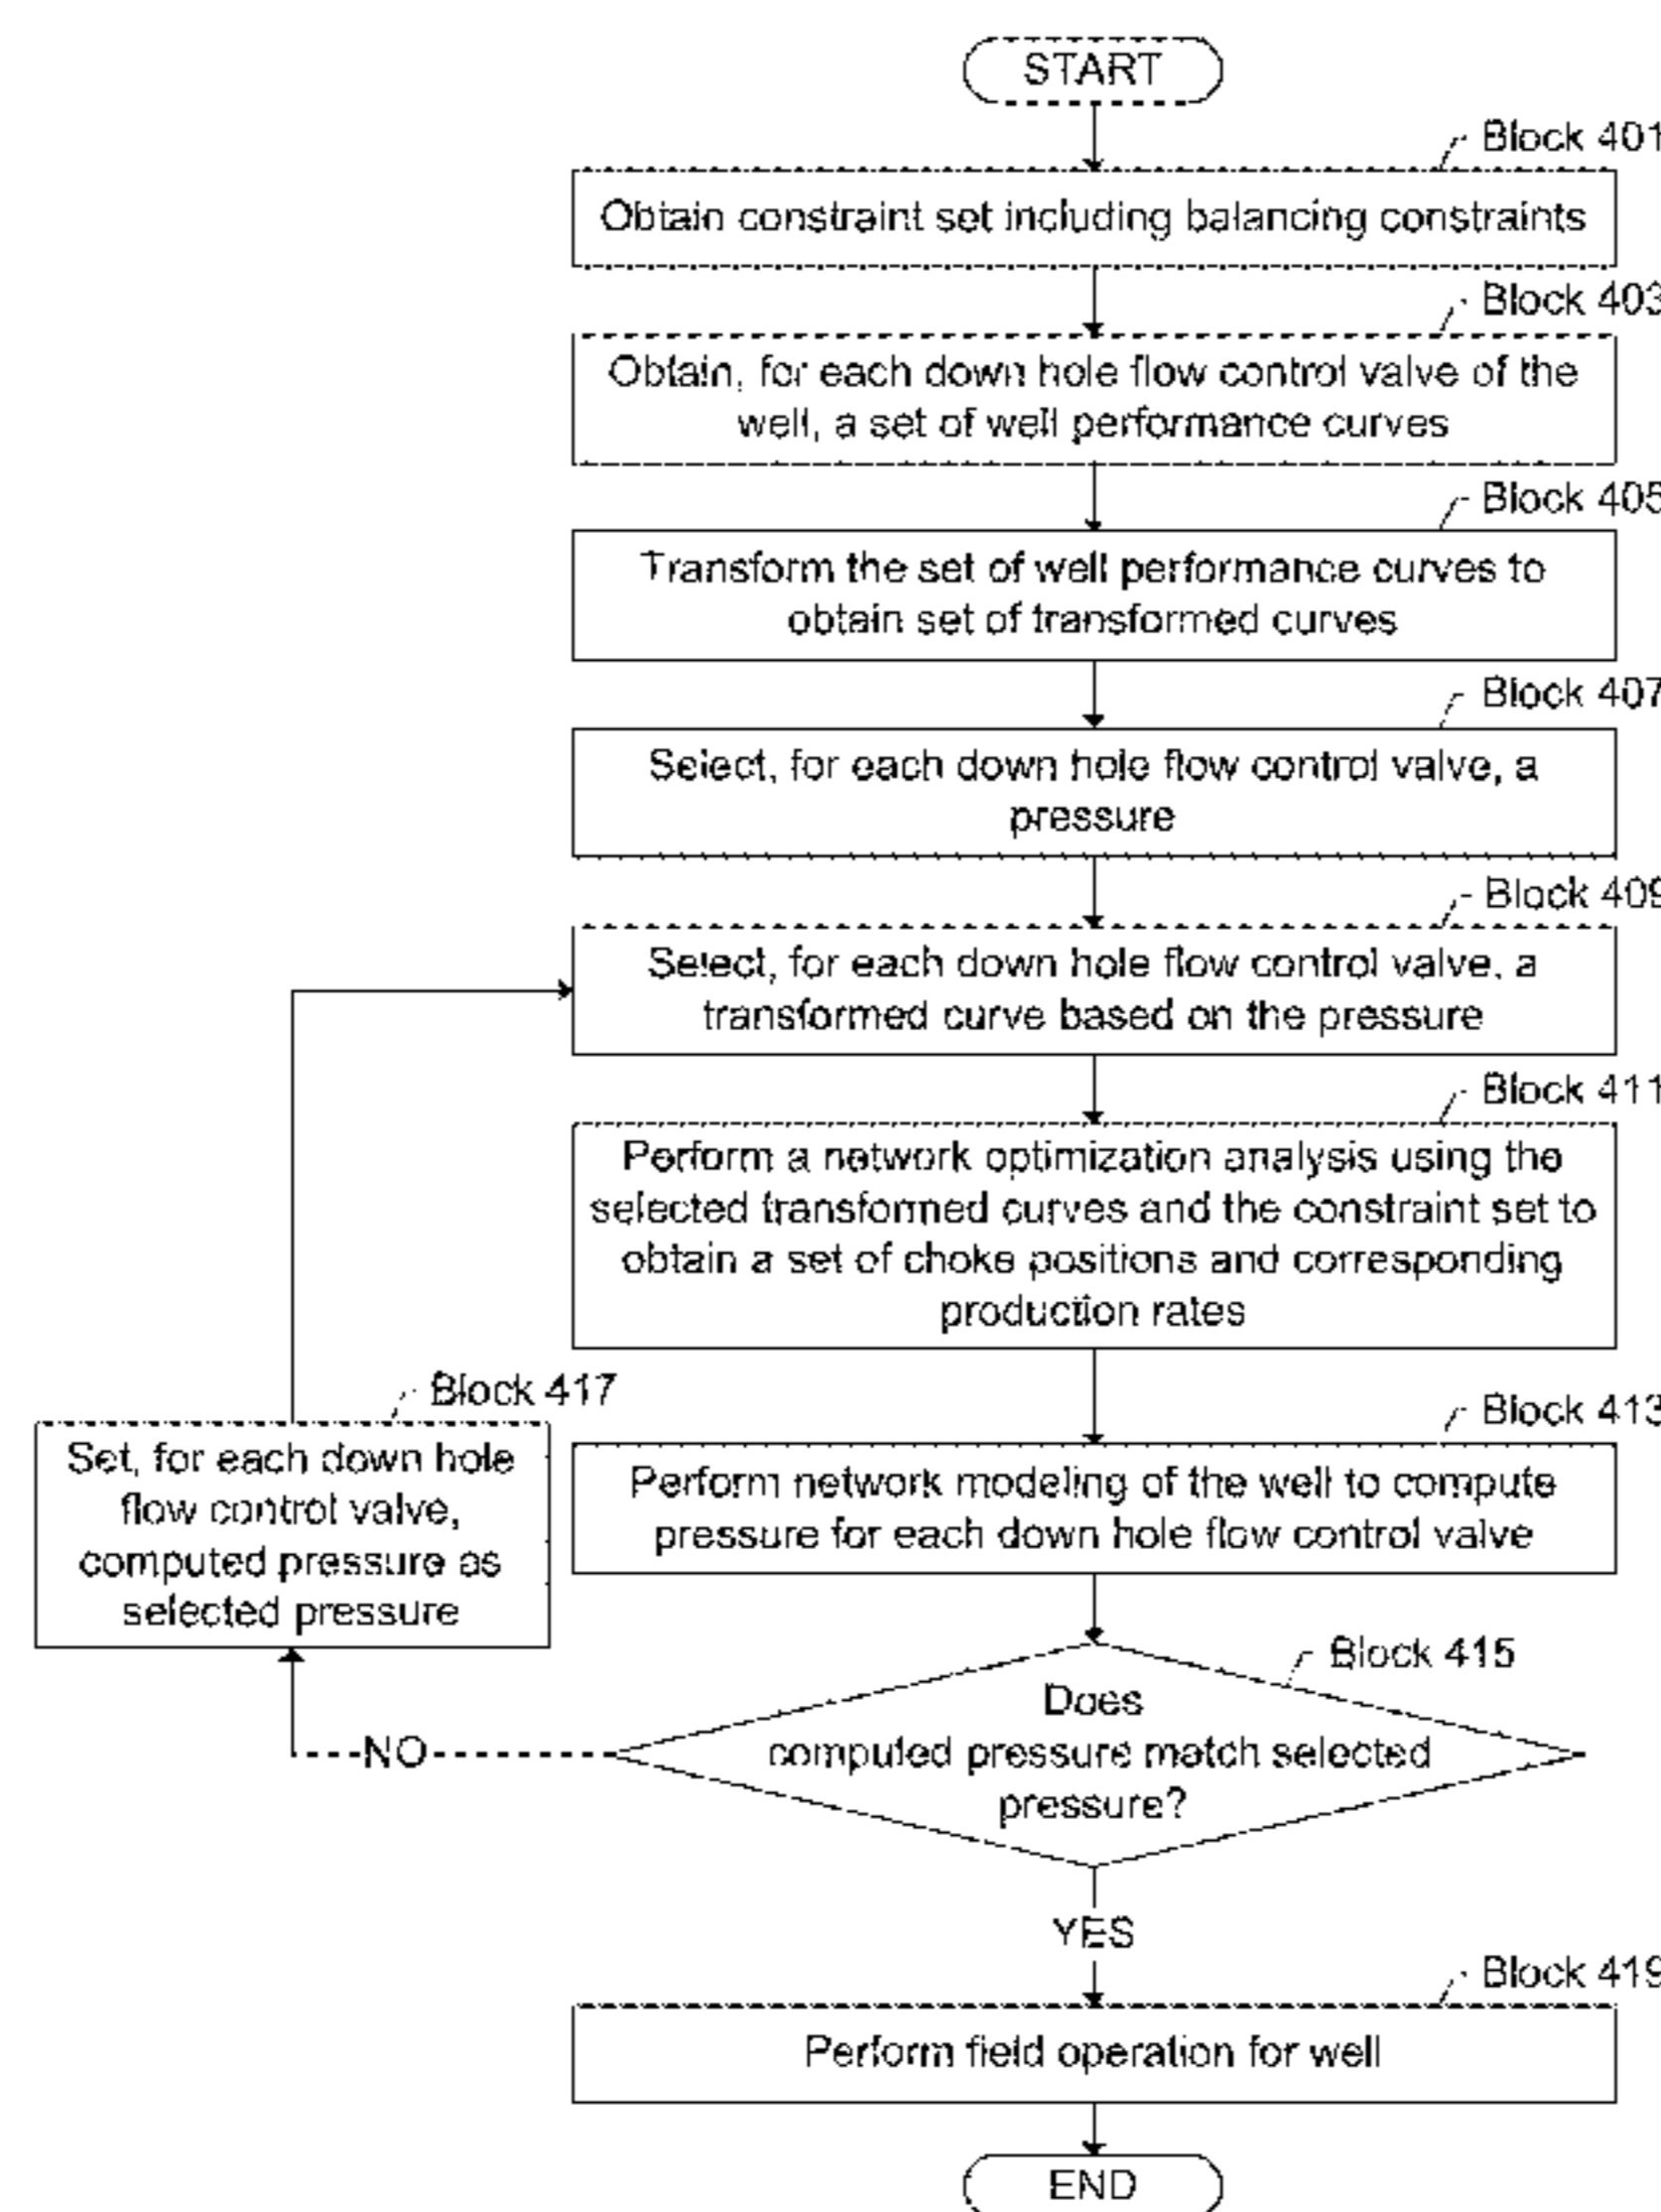 START
Block 401
Obtain constraint set including balancing constraints
Block 403
Obtain, for each down hole flow control valve of the
well, a set of well performance curves
Block 405
Transform the set of well performance curves to
obtain set of transformed curves
Block 407
Select, for each down hole flow control valve, a
pressure
Block 409
Select, for each down hole flow control valve, a
transformed curve based on the pressure
Block 411
Perform a network optimization analysis using the
selected transformed curves and the constraint set to
obtain a set of choke positions and corresponding
production rates
Block 417
Set, for each down hole
flow control valve,
computed pressure as
selected pressure
Block 413
Perform network modeling of the well to compute
pressure for each down hole flow control valve
Block 415
Does
computed pressure match selected
pressure?
NO
YES
Block 419
Perform field operation for well
END